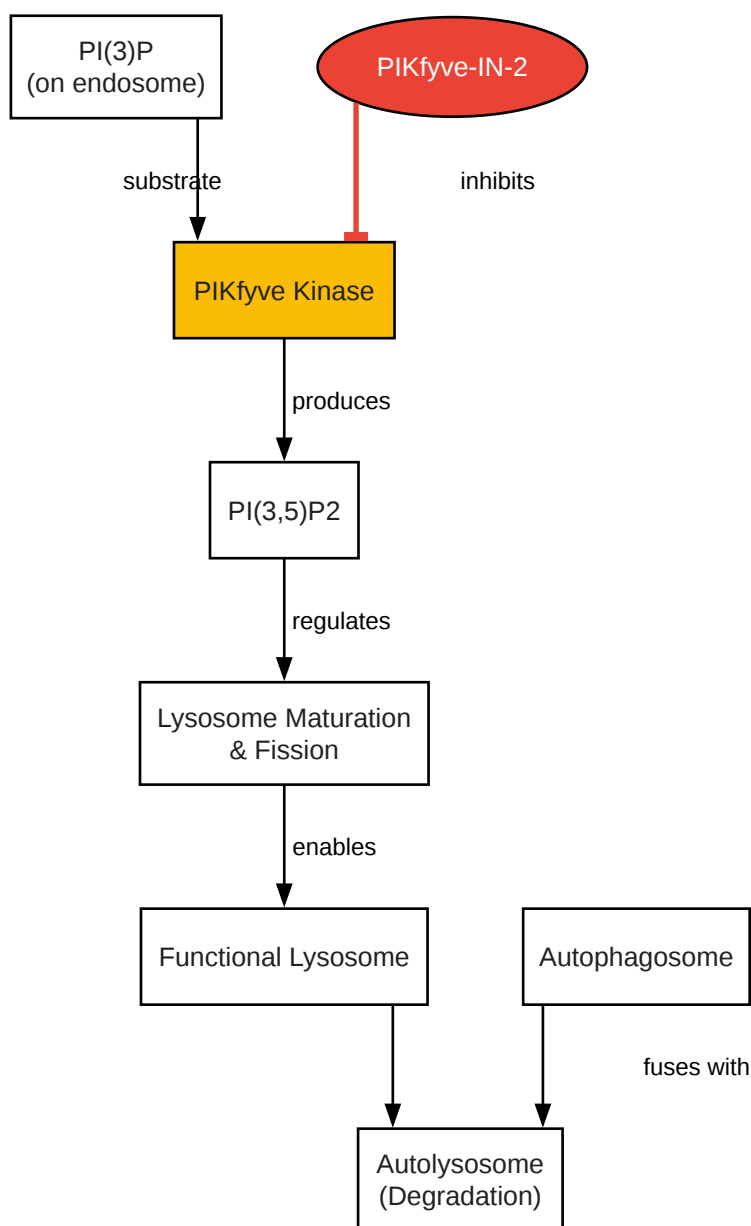 PI(3)P
(on endosome)
PIKfyve-IN-2
substrate
inhibits
PIKfyve Kinase
produces
PI(3,5)P2
regulates
Lysosome Maturation
& Fission
enables
Functional Lysosome
Autophagosome
fuses with
Autolysosome
(Degradation)